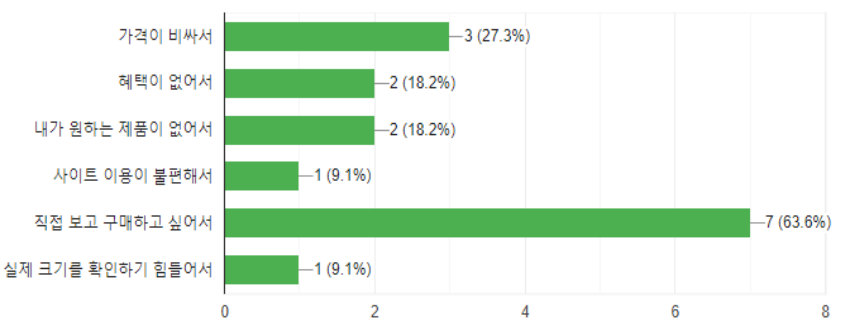 가격이 비싸서 3 (27.3%)
혜택이 없어서 2 (18.2%)
내가 원하는 제품이 없어서 2 (18.2%)
사이트 이용이 불편해서 1 (9.1%)
직접 보고 구매하고 싶어서 7 (63.6%)
실제 크기를 확인하기 힘들어서 1 (9.1%)
0 2 4 6 8